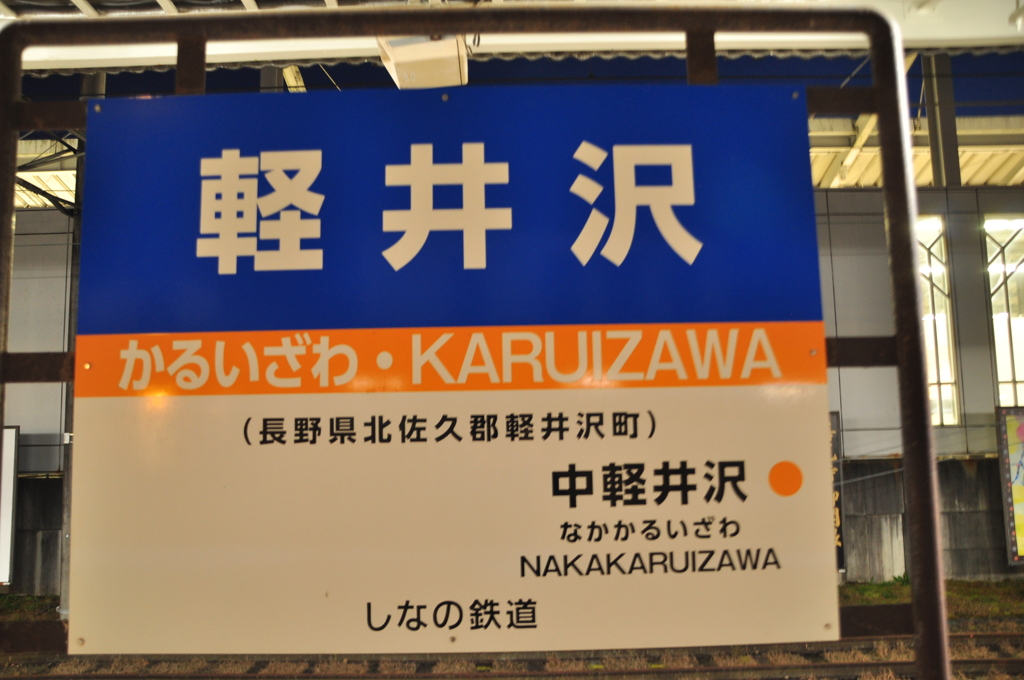 軽井沢
かるいざわ・KARUIZAWA
（長野県北佐久郡軽井沢町）
中軽井沢
なかかるいざわ
NAKAKARUIZAWA
しなの鉄道